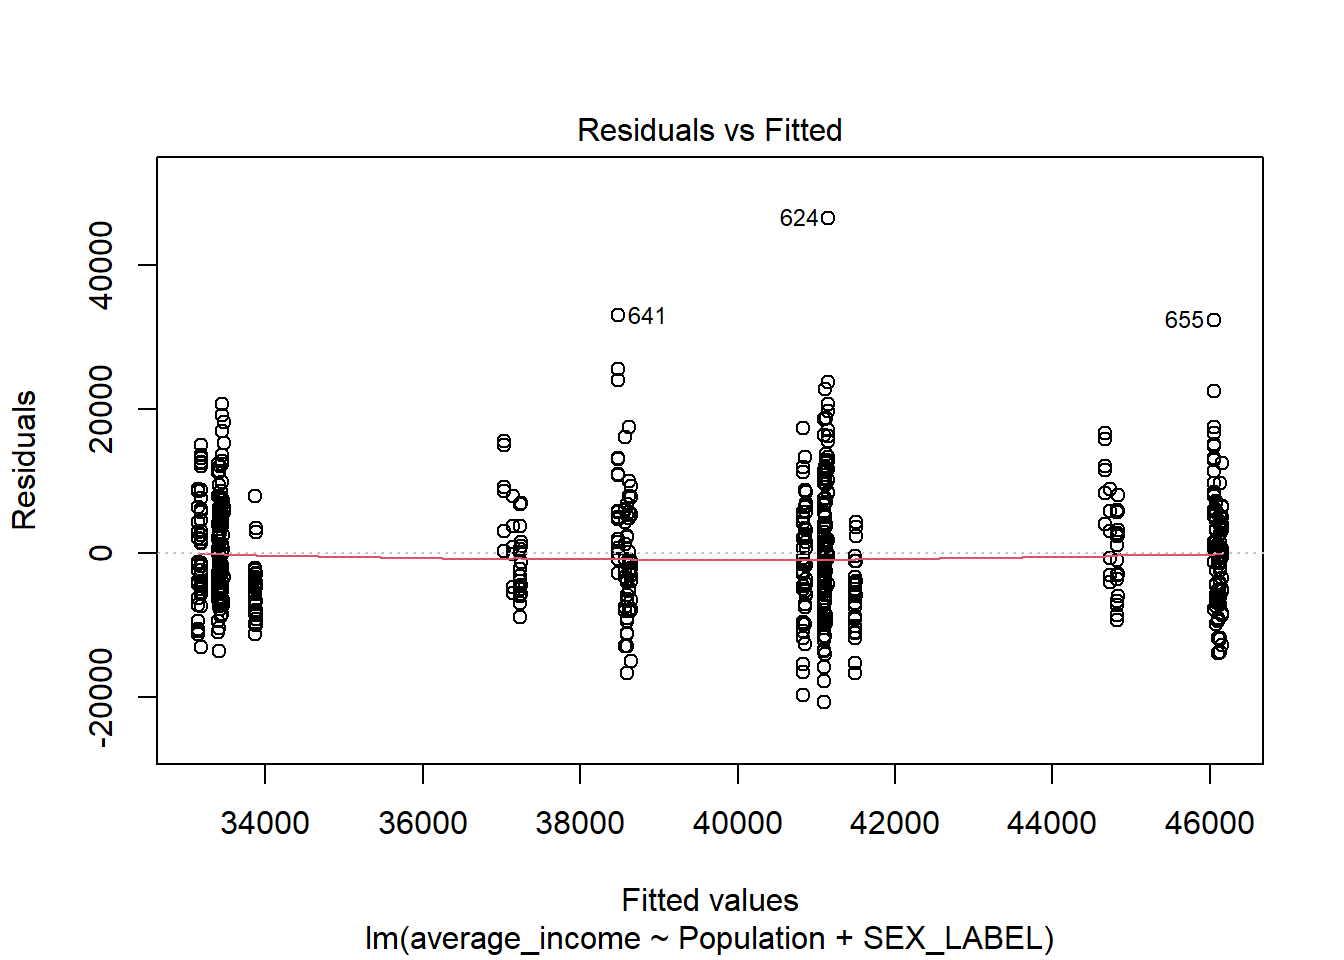 Residuals vs Fitted
Residuals
40000
20000
0
-20000
624
641
655
34000 36000 38000 40000 42000 44000 46000
Fitted values
lm(average_income ~ Population + SEX_LABEL)